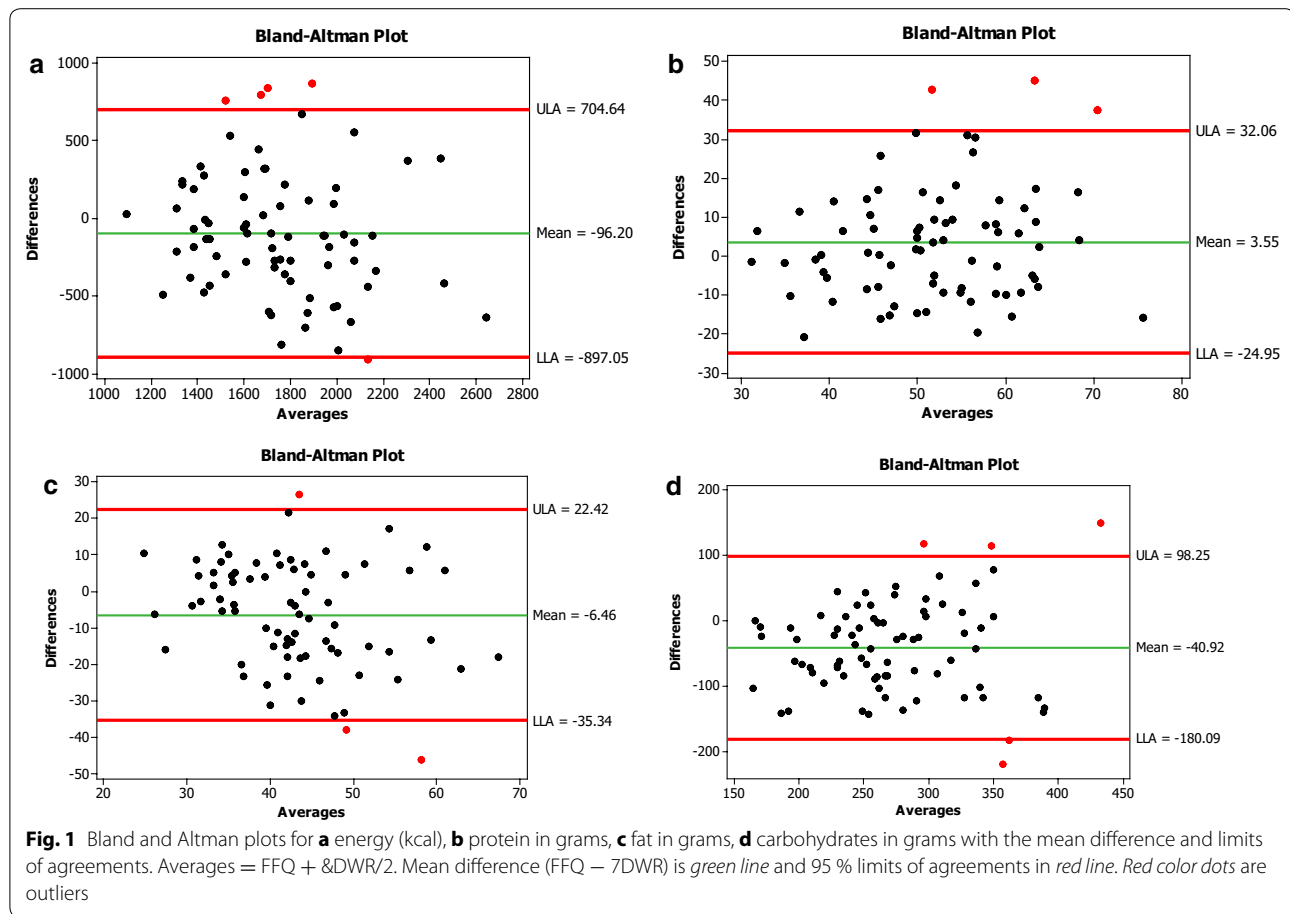 Bland-Altman Plot
a
1000
500
0
-500
-1000
Differences
ULA = 704.64
Mean = -96.20
LLA = -897.05
1000 1200 1400 1600 1800 2000 2200 2400 2600 2800
Averages
Bland-Altman Plot
b
50
40
30
20
10
0
-10
-20
-30
Differences
ULA = 32.06
Mean = 3.55
LLA = -24.95
30 40 50 60 70 80
Averages
Bland-Altman Plot
c
30
20
10
0
-10
-20
-30
-40
-50
Differences
ULA = 22.42
Mean = -6.46
LLA = -35.34
20 30 40 50 60 70
Averages
Bland-Altman Plot
d
200
100
0
-100
-200
Differences
ULA = 98.25
Mean = -40.92
LLA = -180.09
150 200 250 300 350 400 450
Averages
Fig. 1 Bland and Altman plots for a energy (kcal), b protein in grams, c fat in grams, d carbohydrates in grams with the mean difference and limits
of agreements. Averages = FFQ + &DWR/2. Mean difference (FFQ − 7DWR) is green line and 95 % limits of agreements in red line. Red color dots are
outliers